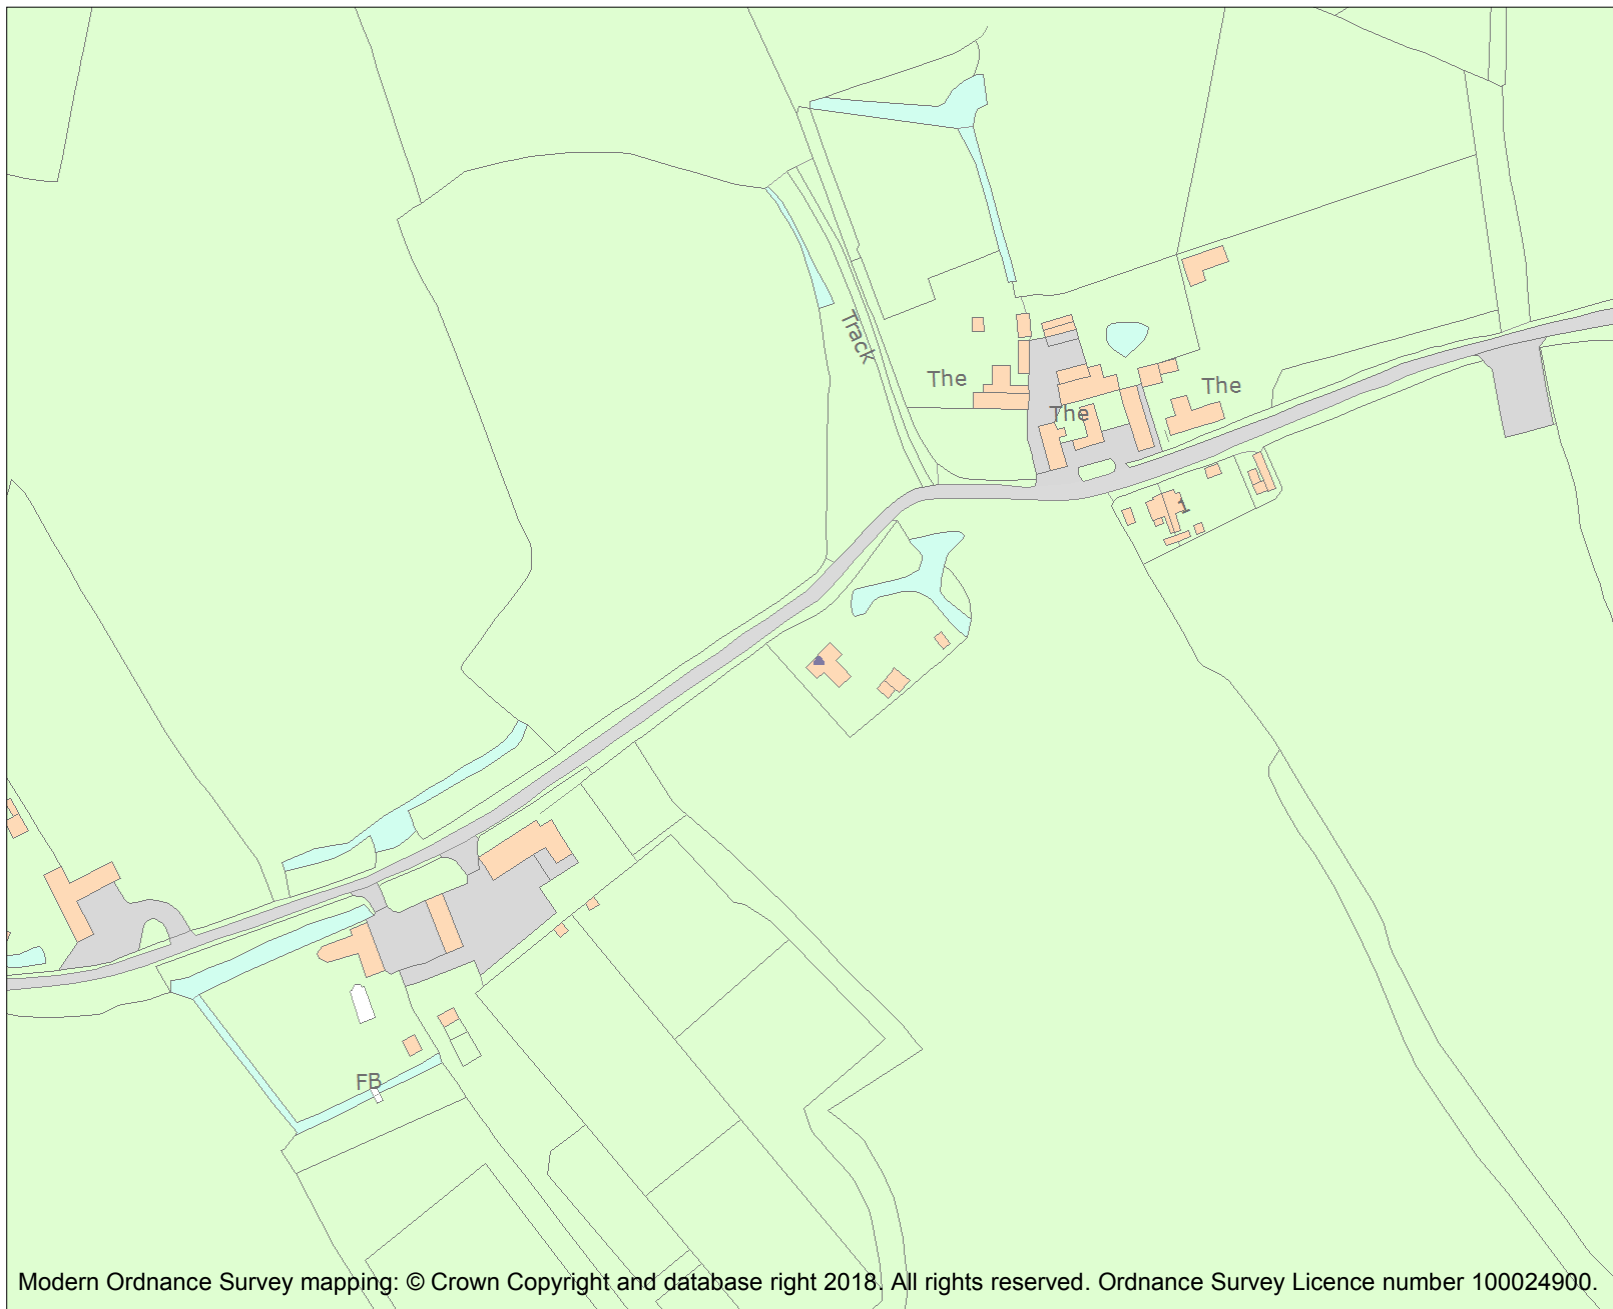 Track
The
The
The
1
FB
Modern Ordnance Survey mapping: © Crown Copyright and database right 2018. All rights reserved. Ordnance Survey Licence number 100024900.